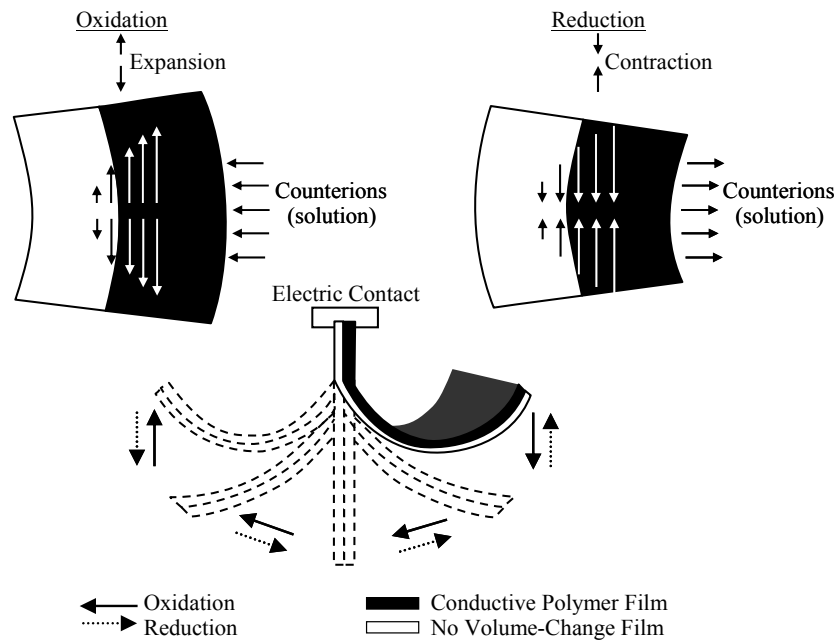 Oxidation
Expansion
Counterions
(solution)
Reduction
Contraction
Counterions
(solution)
Electric Contact
Oxidation
Reduction
Conductive Polymer Film
No Volume-Change Film